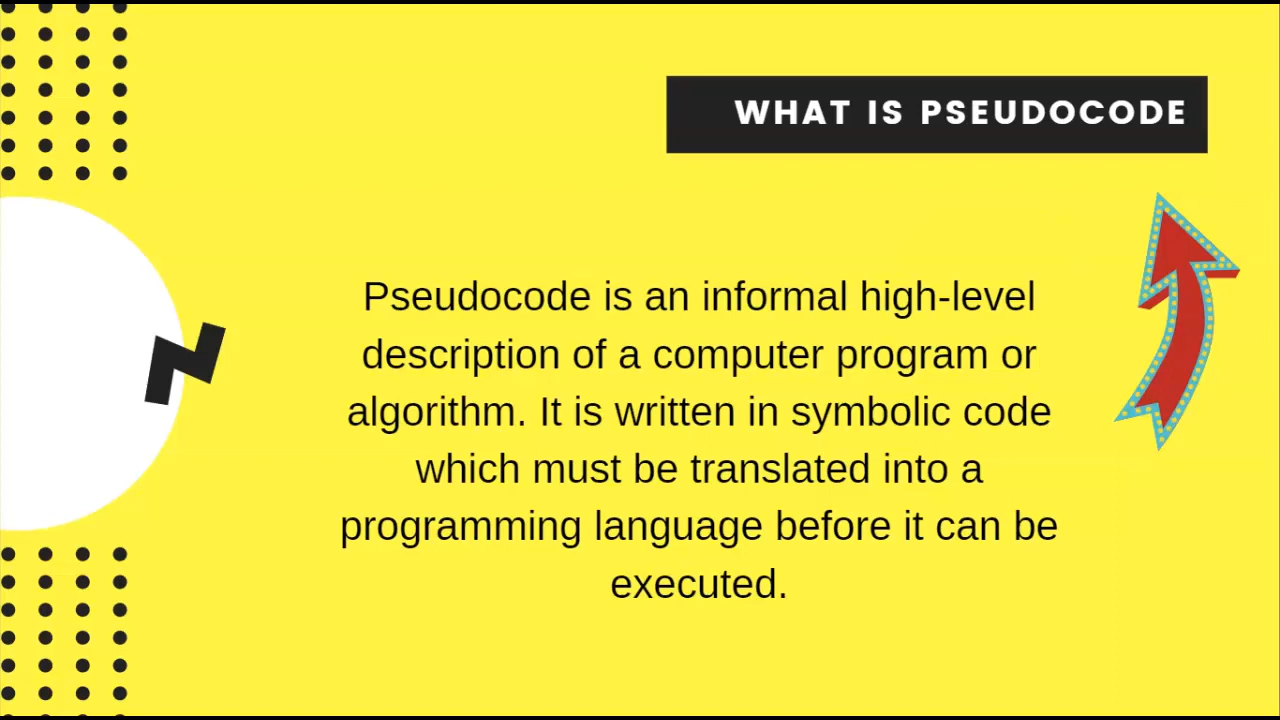 WHAT IS PSEUDOCODE
Pseudocode is an informal high-level
description of a computer program or
algorithm. It is written in symbolic code
which must be translated into a
programming language before it can be
executed.